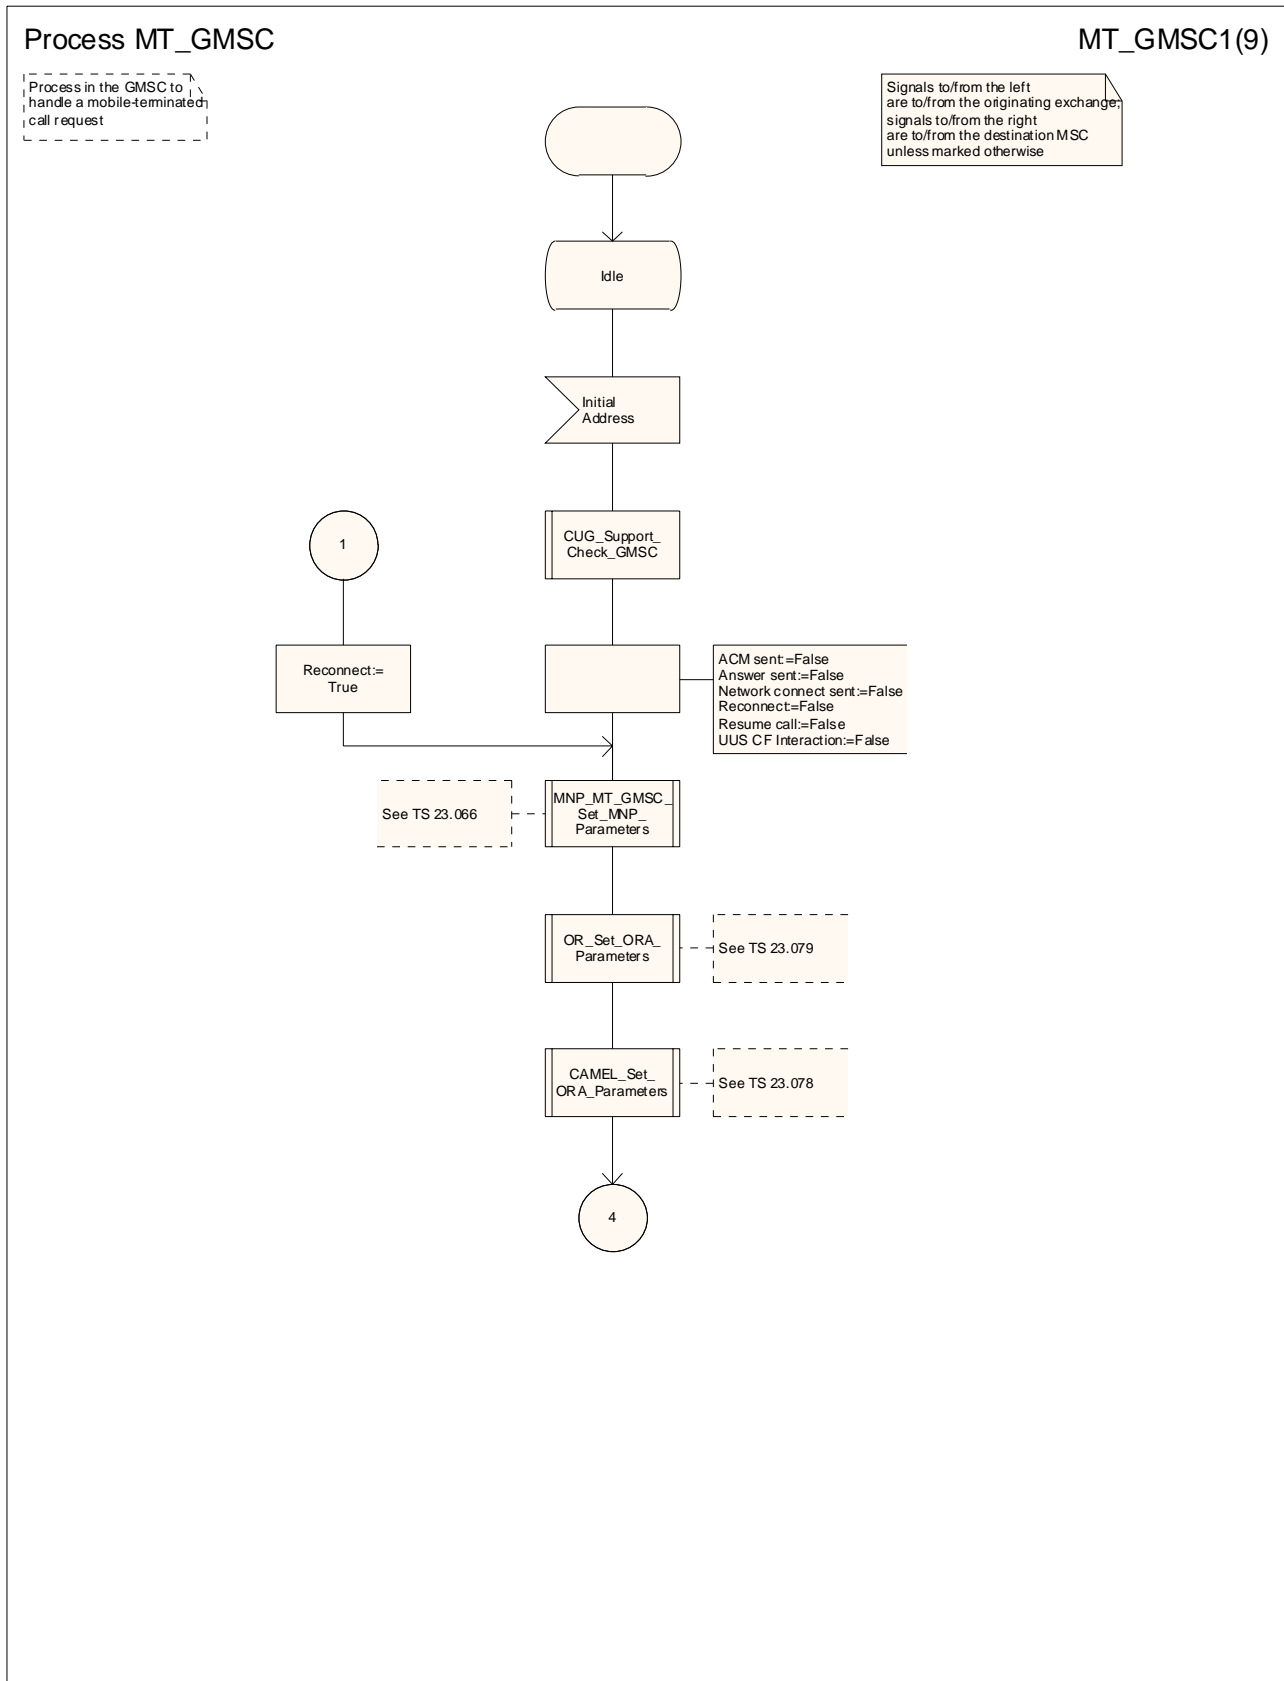 Process MT_GMSC
MT_GMSC1(9)
Process in the GMSC to
handle a mobile-terminated
call request
Signals to/from the left
are to/from the originating exchange;
signals to/from the right
are to/from the destination MSC
unless marked otherwise
Idle
Initial
Address
CUG_Support_
Check_GMSC
1
Reconnect:=
True
ACM sent:=False
Answer sent:=False
Network connect sent:=False
Reconnect:=False
Resume call:=False
UUS CF Interaction:=False
See TS 23.066
MNP_MT_GMSC_
Set_MNP_
Parameters
OR_Set_ORA_
Parameters
See TS 23.079
CAMEL_Set_
ORA_Parameters
See TS 23.078
4